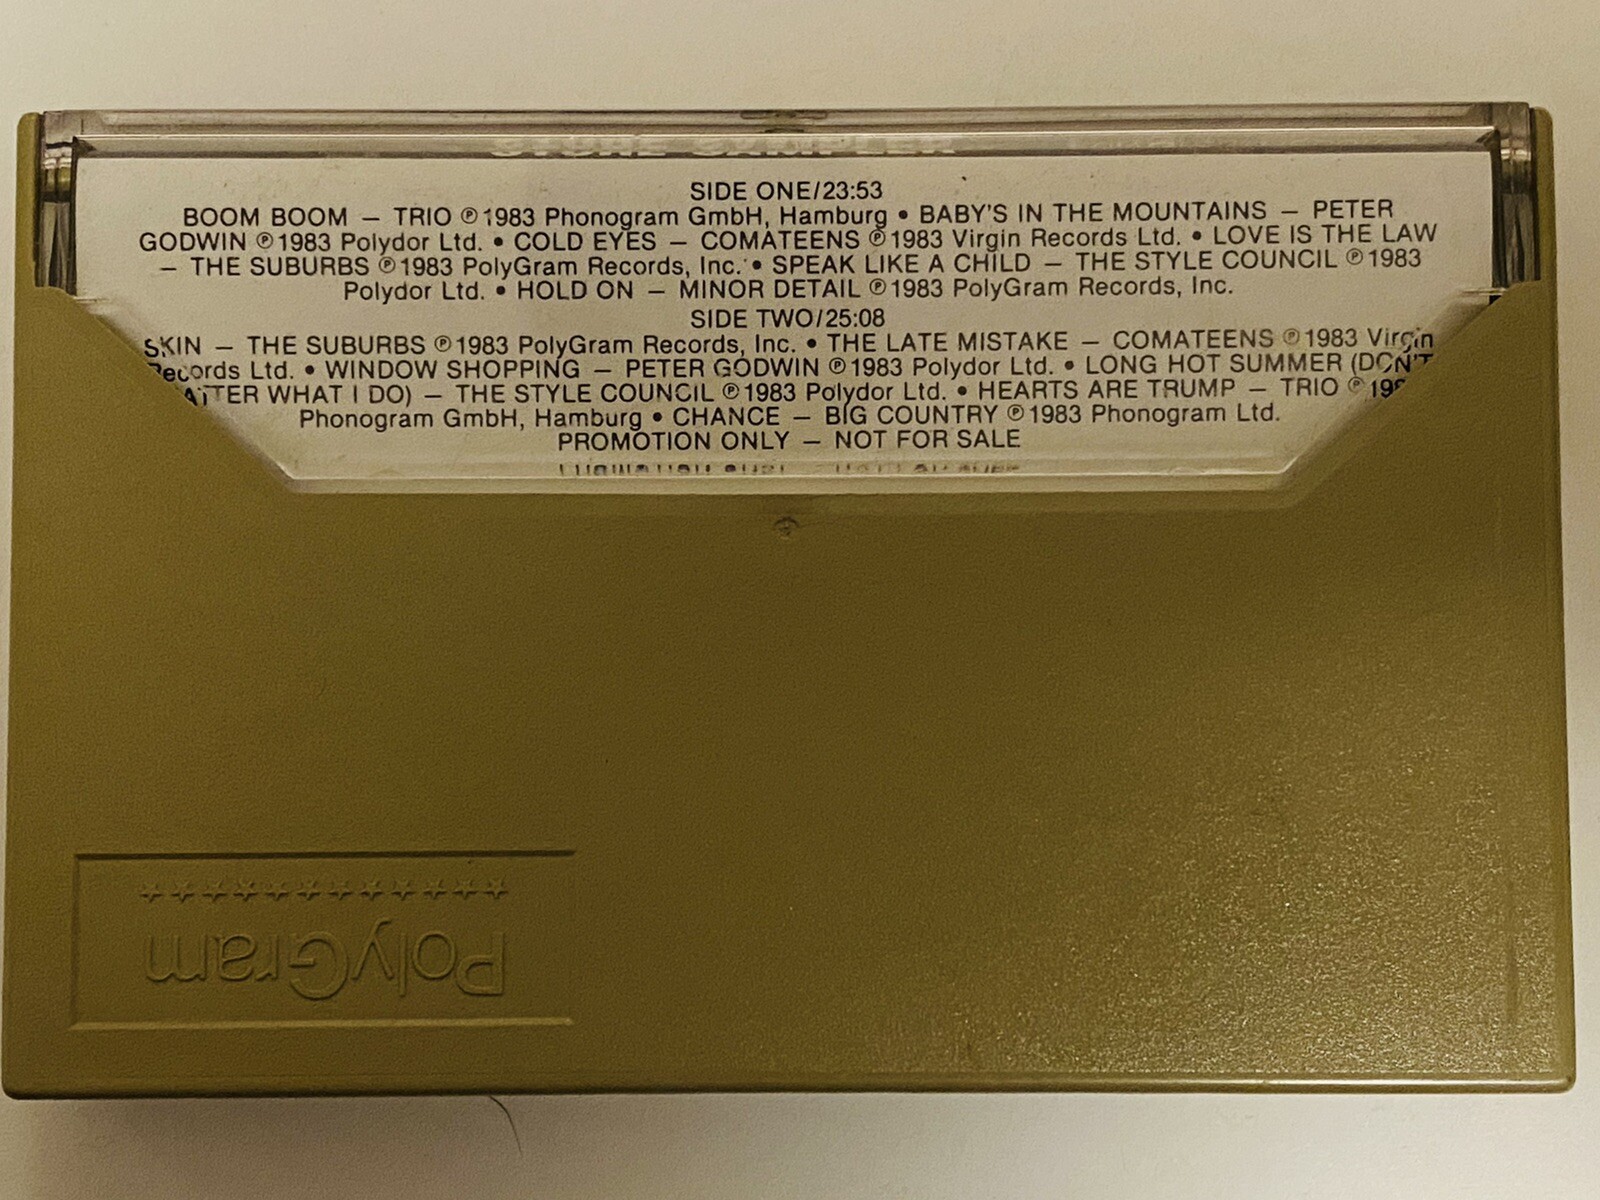 STORE SAMPLER
SIDE ONE/23:53
BOOM BOOM — TRIO ℗1983 Phonogram GmbH, Hamburg • BABY'S IN THE MOUNTAINS — PETER
GODWIN ℗1983 Polydor Ltd. • COLD EYES — COMATEENS ℗1983 Virgin Records Ltd. • LOVE IS THE LAW
— THE SUBURBS ℗1983 PolyGram Records, Inc. • SPEAK LIKE A CHILD — THE STYLE COUNCIL ℗1983
Polydor Ltd. • HOLD ON — MINOR DETAIL ℗1983 PolyGram Records, Inc.
SIDE TWO/25:08
SKIN — THE SUBURBS ℗1983 PolyGram Records, Inc. • THE LATE MISTAKE — COMATEENS ℗1983 Virgin
Records Ltd. • WINDOW SHOPPING — PETER GODWIN ℗1983 Polydor Ltd. • LONG HOT SUMMER (DON'T
ATTER WHAT I DO) — THE STYLE COUNCIL ℗1983 Polydor Ltd. • HEARTS ARE TRUMP — TRIO ℗198
Phonogram GmbH, Hamburg • CHANCE — BIG COUNTRY ℗1983 Phonogram Ltd.
PROMOTION ONLY — NOT FOR SALE
PolyGram